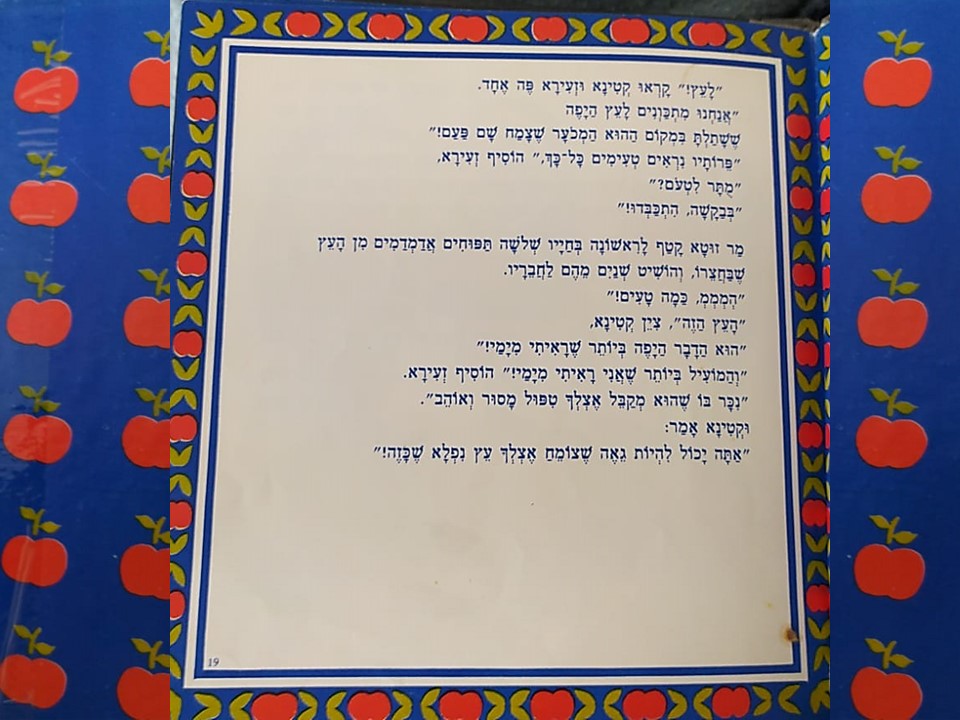 "לָעֵץ!" קָרְאוּ קְטִינָא וּזְעֵירָא פֶּה אֶחָד.
"אֲנַחְנוּ מִתְכַּוְּנִים לָעֵץ הַיָּפֶה
שֶׁשָּׁתַלְתָּ בִּמְקוֹם הַהוּא הַמְכֹעָר שֶׁצָּמַח שָׁם פַּעַם!"
"פֵּרוֹתָיו נִרְאִים טְעִימִים כָּל־כָּךְ," הוֹסִיף זְעֵירָא,
"מֻתָּר לִטְעֹם?"
"בְּבַקָּשָׁה, הִתְכַּבְּדוּ!"
מַר זוּטָא קָטַף לָרִאשׁוֹנָה בְּחַיָּיו שְׁלֹשָׁה תַּפּוּחִים אֲדַמְדַּמִּים מִן הָעֵץ
שֶׁבַּחֲצֵרוֹ, וְהוֹשִׁיט שְׁנַיִם מֵהֶם לַחֲבֵרָיו.
"הְמְמְמְמְ, כַּמָּה טָעִים!"
"הָעֵץ הַזֶּה", צִיֵּן קְטִינָא,
"הוּא הַדָּבָר הַיָּפֶה בְּיוֹתֵר שֶׁרָאִיתִי מִיָּמַי!"
"וְהַמּוֹעִיל בְּיוֹתֵר שֶׁאֲנִי רָאִיתִי מִיָּמַי!" הוֹסִיף זְעֵירָא.
"נִכָּר בּוֹ שֶׁהוּא מְקַבֵּל אֶצְלְךָ טִפּוּל מָסוּר וְאוֹהֵב".
וּקְטִינָא אָמַר:
"אַתָּה יָכוֹל לִהְיוֹת גֵּאֶה שֶׁצּוֹמֵחַ אֶצְלְךָ עֵץ נִפְלָא שֶׁכָּזֶה!"
19